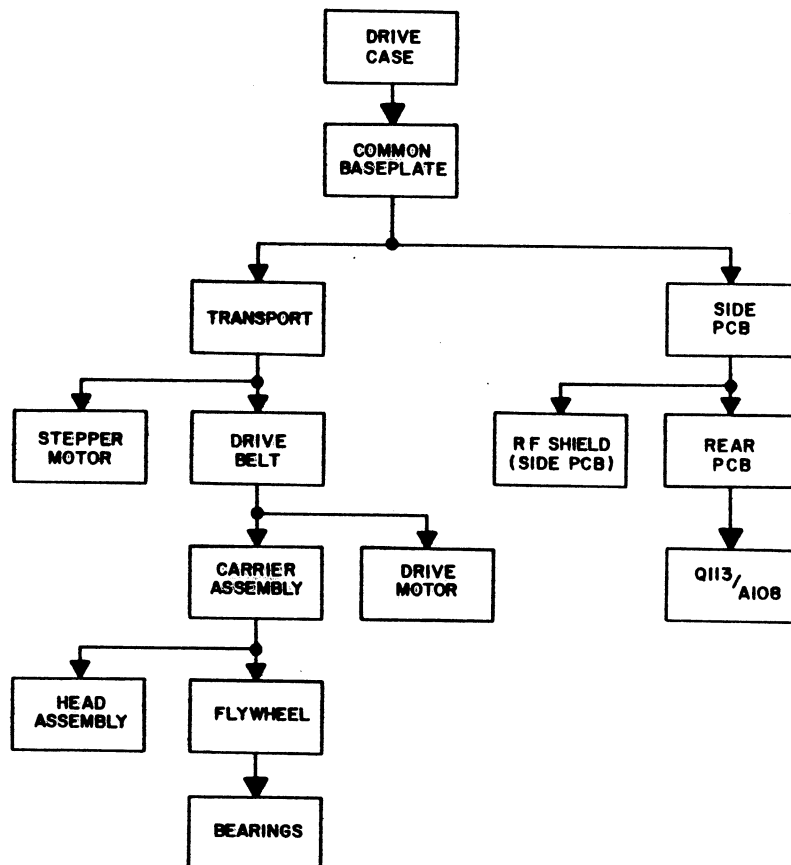 DRIVE
CASE
COMMON
BASEPLATE
TRANSPORT
SIDE
PCB
STEPPER
MOTOR
DRIVE
BELT
RF SHIELD
(SIDE PCB)
REAR
PCB
CARRIER
ASSEMBLY
DRIVE
MOTOR
Q113/A108
HEAD
ASSEMBLY
FLYWHEEL
BEARINGS